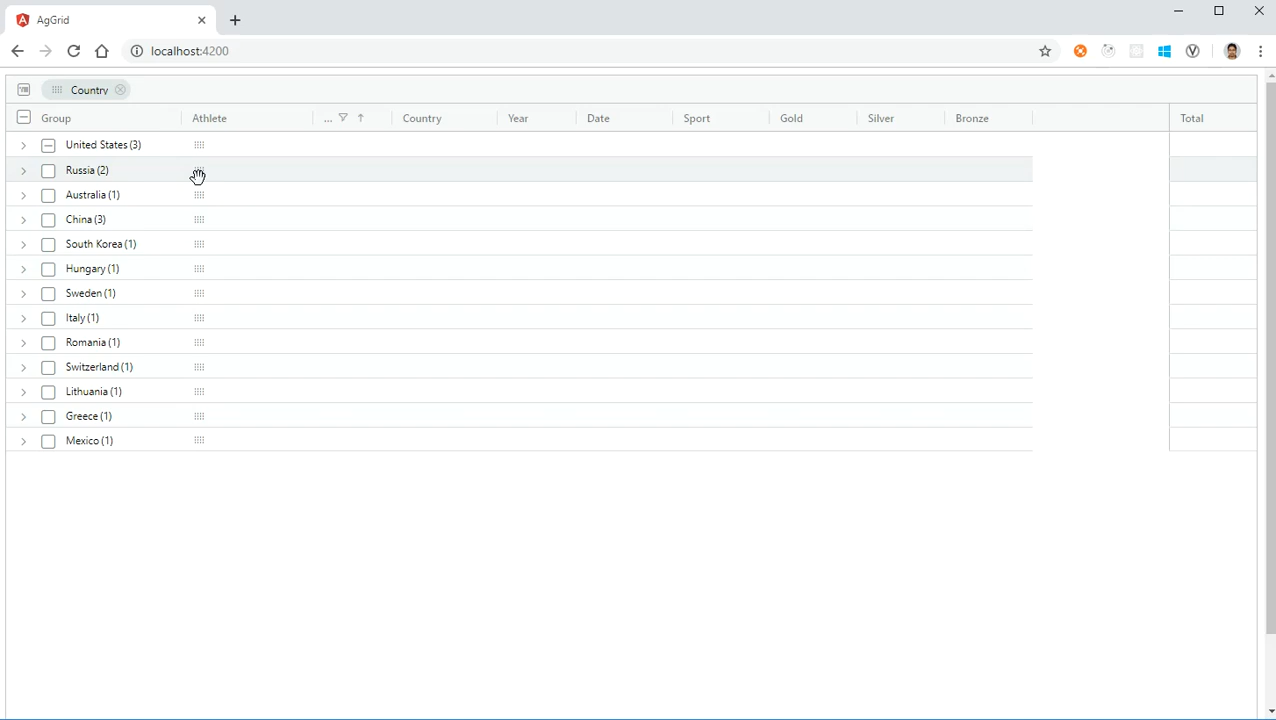 AgGrid
localhost:4200
Country
Group Athlete ... Country Year Date Sport Gold Silver Bronze Total
United States (3)
Russia (2)
Australia (1)
China (3)
South Korea (1)
Hungary (1)
Sweden (1)
Italy (1)
Romania (1)
Switzerland (1)
Lithuania (1)
Greece (1)
Mexico (1)